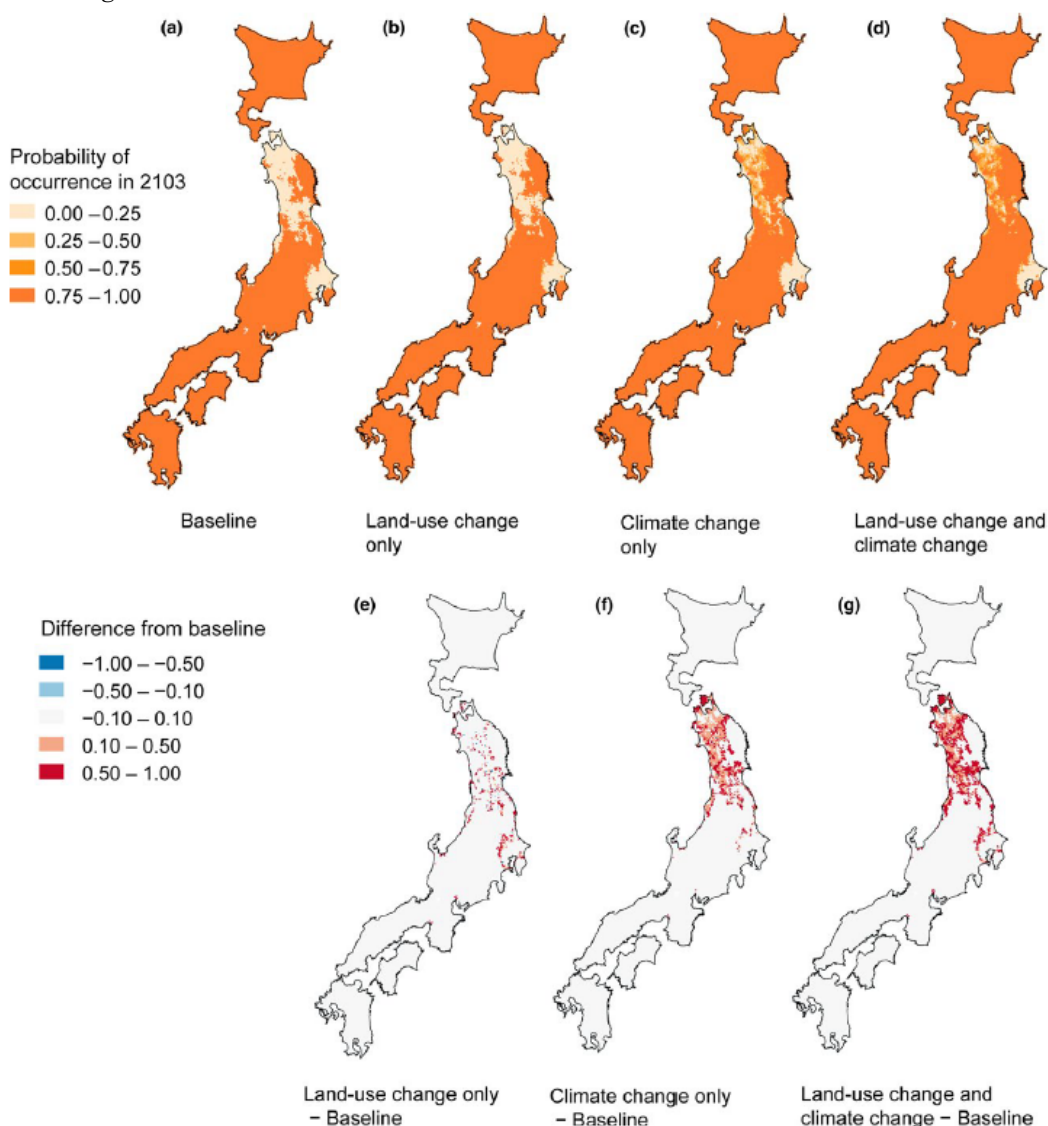 (a)
(b)
(c)
(d)
Probability of
occurrence in 2103
0.00 – 0.25
0.25 – 0.50
0.50 – 0.75
0.75 – 1.00
Baseline
Land-use change
only
Climate change
only
Land-use change and
climate change
(e)
(f)
(g)
Difference from baseline
−1.00 – −0.50
−0.50 – −0.10
−0.10 – 0.10
0.10 – 0.50
0.50 – 1.00
Land-use change only
– Baseline
Climate change only
– Baseline
Land-use change and
climate change – Baseline